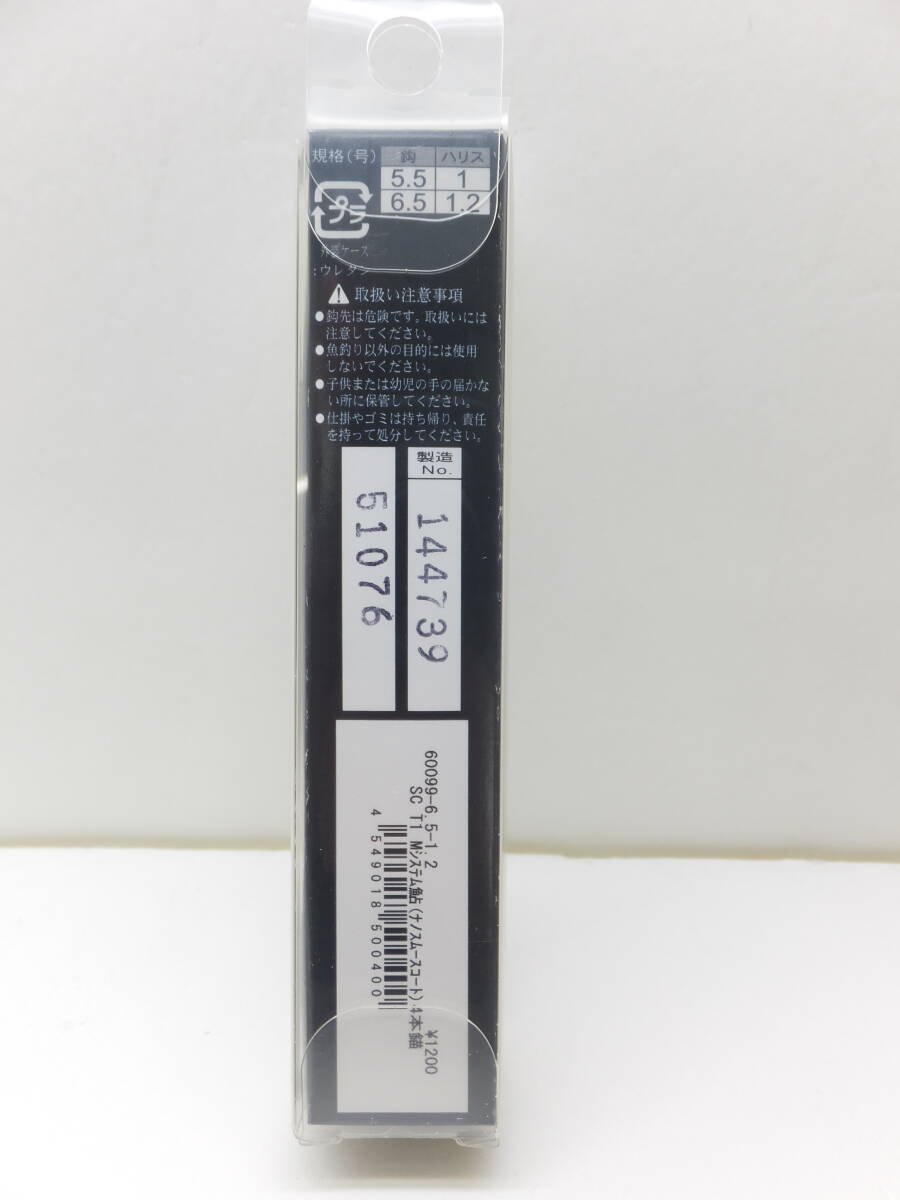 規格(号) 鈎 ハリス
5.5 1
6.5 1.2
プラ
外装ケース
:ウレタン
取扱い注意事項
●鈎先は危険です。取扱いには
注意してください。
●魚釣り以外の目的には使用
しないでください。
●子供または幼児の手の届かな
い所に保管してください。
●仕掛やゴミは持ち帰り、責任
を持って処分してください。
製造
No.
144739
51076
60099-6.5-1.2 ¥1200
SC T1 Mシステム鮎(ナノスムースコート)4本錨
4 549018 500400